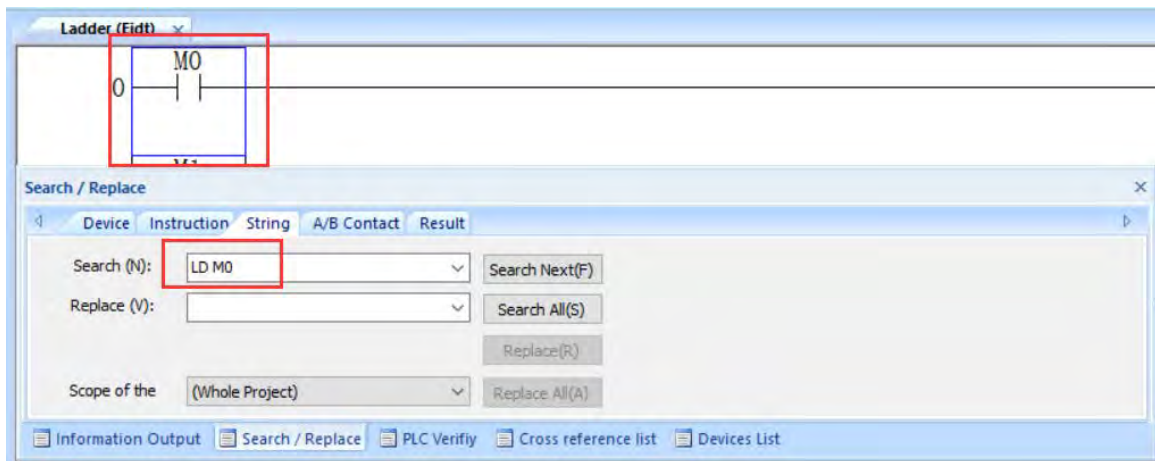 Ladder (Eidt)
M0
0
Search / Replace
Device Instruction String A/B Contact Result
Search (N): LD M0 Search Next(F)
Replace (V): Search All(S)
Replace(R)
Scope of the (Whole Project) Replace All(A)
Information Output Search / Replace PLC Verifiy Cross reference list Devices List